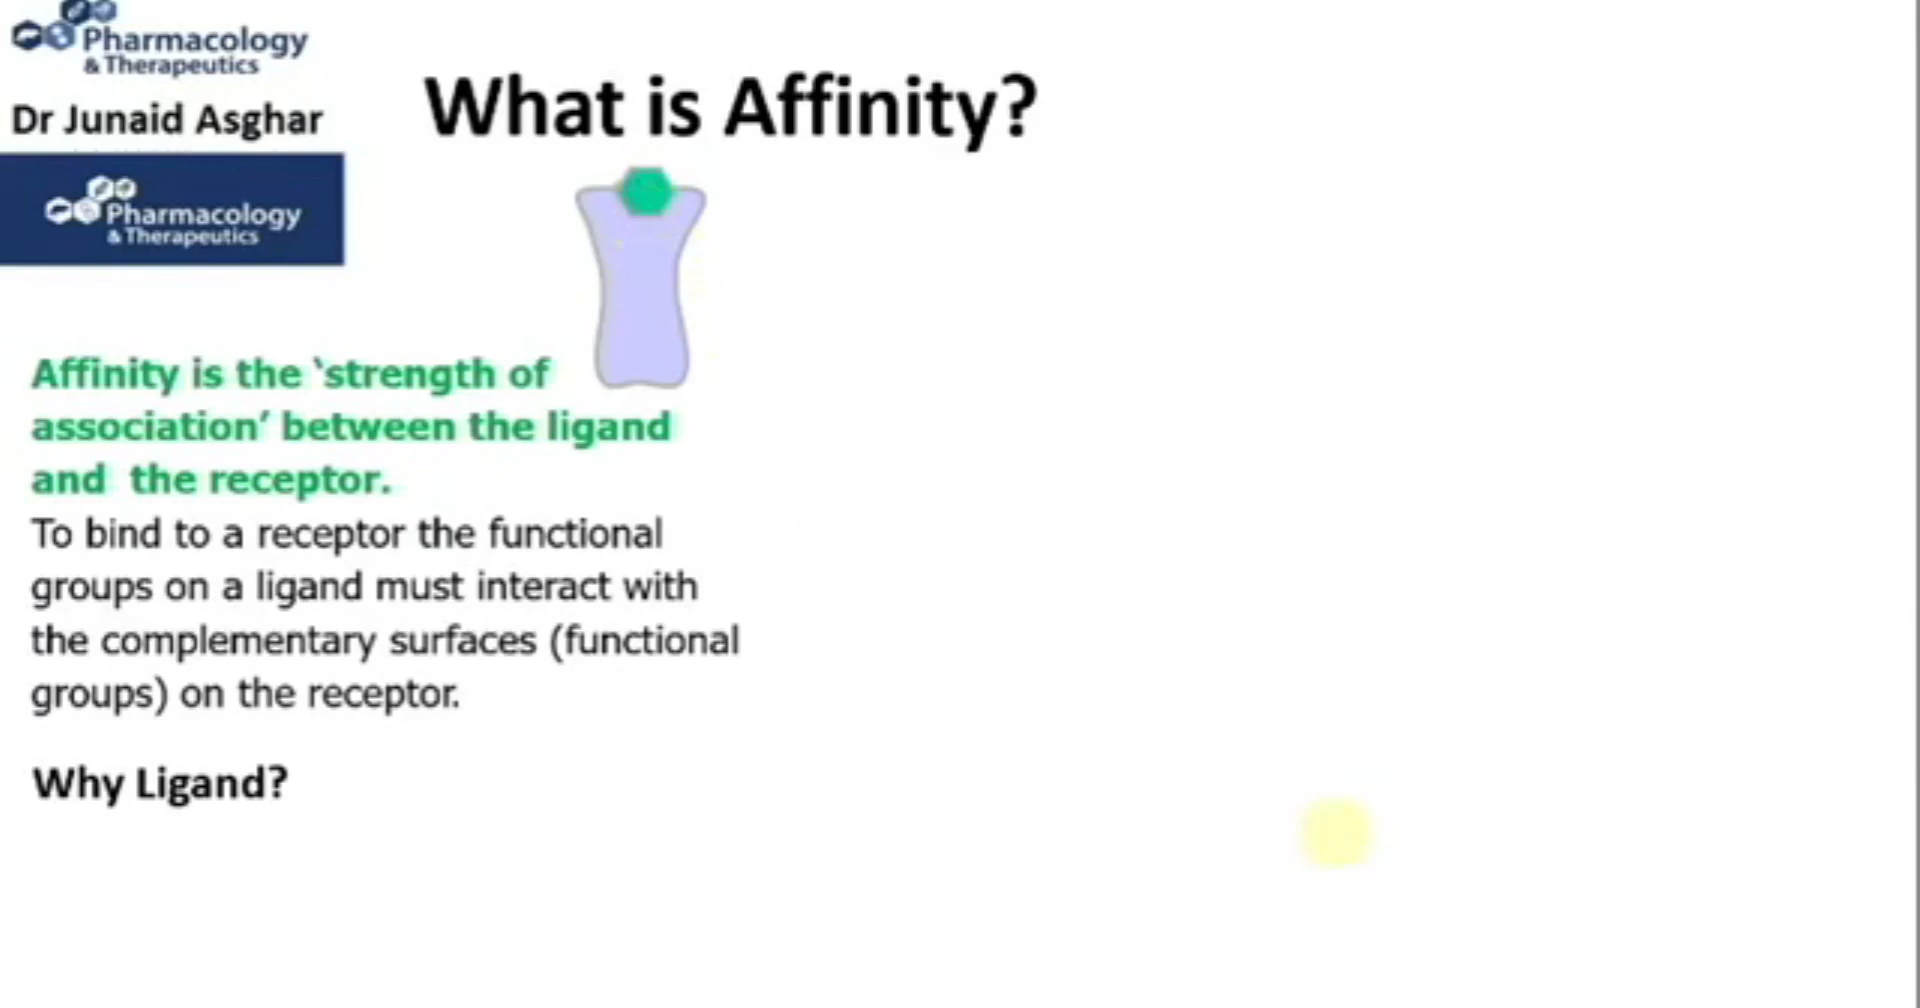 Pharmacology
& Therapeutics
Dr Junaid Asghar
What is Affinity?
Pharmacology
& Therapeutics
Affinity is the ‘strength of
association’ between the ligand
and the receptor.
To bind to a receptor the functional
groups on a ligand must interact with
the complementary surfaces (functional
groups) on the receptor.
Why Ligand?